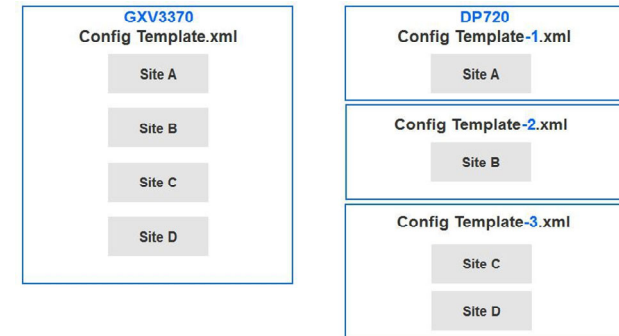 GXV3370
Config Template.xml
Site A
Site B
Site C
Site D
DP720
Config Template-1.xml
Site A
Config Template-2.xml
Site B
Config Template-3.xml
Site C
Site D